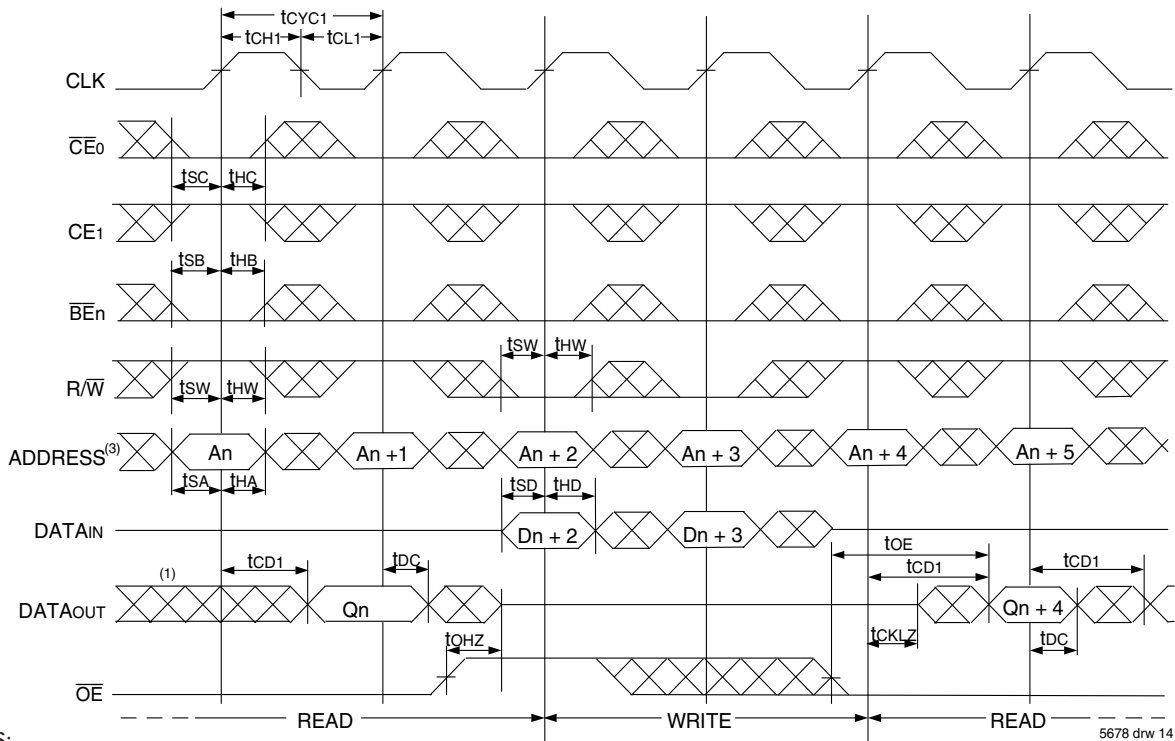 tCYC1
tCH1 tCL1
CLK
CE0
tSC tHC
CE1
tSB tHB
BEn
tSW tHW
R/W
tSW tHW
ADDRESS(3) An An +1 An + 2 An + 3 An + 4 An + 5
tSA tHA
tSD tHD
DATAIN Dn + 2 Dn + 3
tOE
tCD1 tDC tCD1 tCD1
(1)
DATAOUT Qn Qn + 4
tOHZ tCKLZ tDC
OE
READ WRITE READ
5678 drw 14